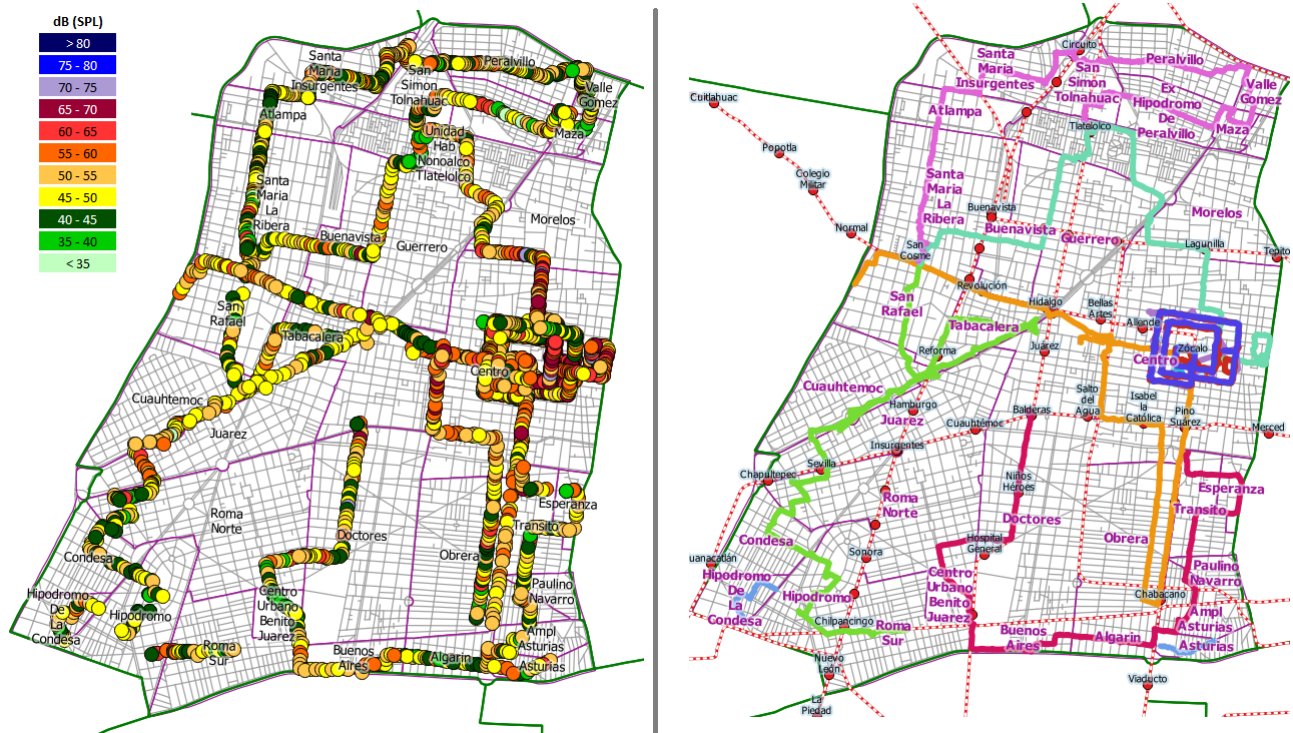 dB (SPL)
> 80
75 - 80
70 - 75
65 - 70
60 - 65
55 - 60
50 - 55
45 - 50
40 - 45
35 - 40
< 35
Santa
Maria
Insurgentes
San
Simon
Tolnahuac
Peralvillo
Valle
Gomez
Atlampa
Maza
Unidad
Hab
Nonoalco
Tlatelolco
Santa
Maria
La
Ribera
Buenavista
Guerrero
Morelos
San
Rafael
Tabacalera
Centro
Cuauhtemoc
Juarez
Roma
Norte
Esperanza
Transito
Doctores
Obrera
Condesa
Hipodromo
De
La
Condesa
Hipodromo
Centro
Urbano
Benito
Juarez
Paulino
Navarro
Ampl
Asturias
Asturias
Roma
Sur
Buenos
Aires
Algarin
Circuito
Santa
Maria
Insurgentes
San
Simon
Tolnahuac
Peralvillo
Valle
Gomez
Ex
Hipodromo
De
Peralvillo
Maza
Cuitlahuac
Atlampa
Tlatelolco
Popotla
Colegio
Militar
Santa
Maria
La
Ribera
Normal
Buenavista
Buenavista
Guerrero
Morelos
San
Cosme
Lagunilla
Tepito
Revolución
San
Rafael
Hidalgo
Bellas
Artes
Allende
Tabacalera
Reforma
Juárez
Zócalo
Centro
Cuauhtemoc
Hamburgo
Juarez
Salto
del
Agua
Isabel
la
Católica
Pino
Suárez
Balderas
Cuauhtémoc
Merced
Insurgentes
Sevilla
Chapultepec
Niños
Héroes
Esperanza
Roma
Norte
Transito
Doctores
Condesa
Sonora
Hospital
General
Obrera
uanacatlán
Hipodromo
De
La
Condesa
Hipodromo
Centro
Urbano
Benito
Juarez
Paulino
Navarro
Chabacano
Chilpancingo
Roma
Sur
Buenos
Aires
Algarin
Ampl
Asturias
Asturias
Nuevo
León
Viaducto
La
Piedad